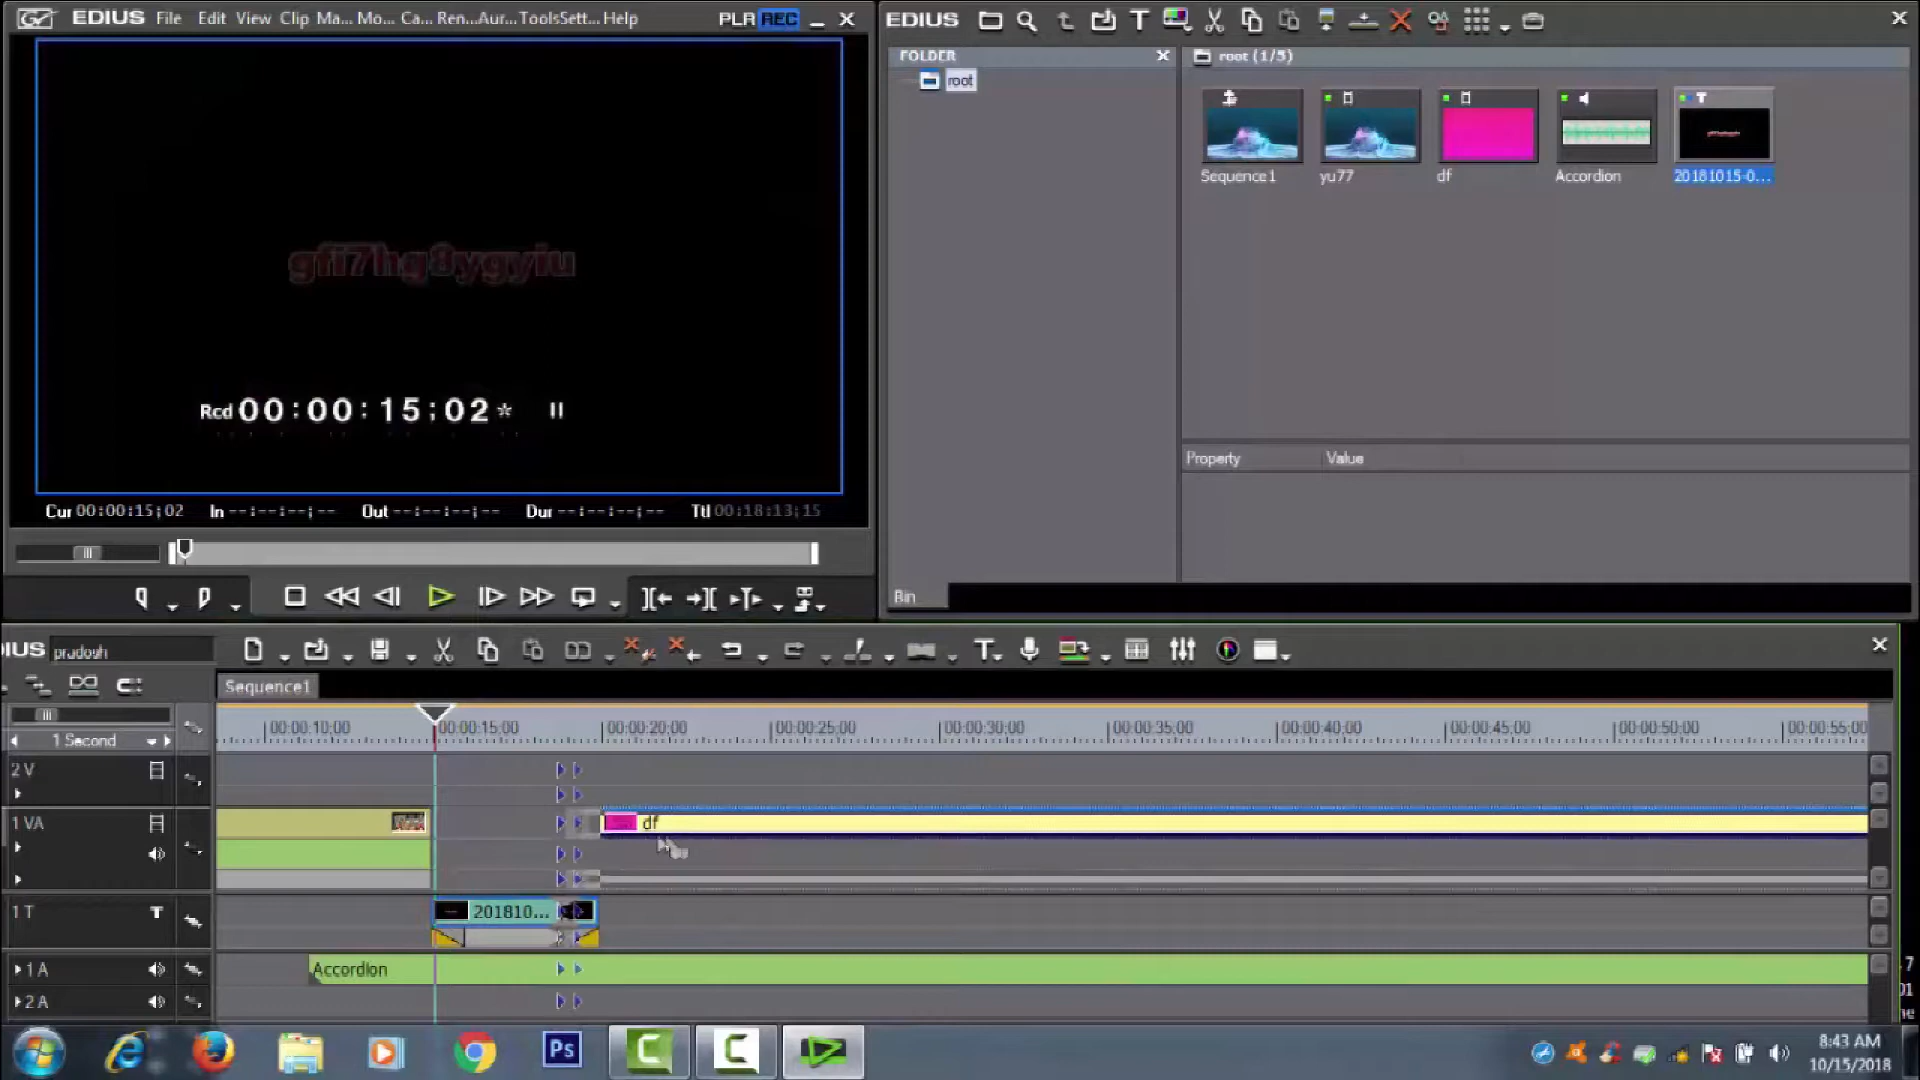 EDIUS File Edit View Clip Ma... Mo... Ca... Ren... Aur... Tools Sett... Help PLR REC
gfi7hg8ygyiu
Rcd 00:00:15;02 *
Cur 00:00:15;02 In --:--:--;-- Out --:--:--;-- Dur --:--:--;-- Ttl 00:18:13;15
EDIUS
FOLDER
root
root (1/5)
Sequence1 yu77 df Accordion 20181015-0...
Property Value
Bin
IUS pradosh
Sequence1
1 Second
00:00:10;00 00:00:15;00 00:00:20;00 00:00:25;00 00:00:30;00 00:00:35;00 00:00:40;00 00:00:45;00 00:00:50;00 00:00:55;00
2 V
1 VA df
1 T T 201810...
1 A Accordion
2 A
Ps
8:43 AM
10/15/2018